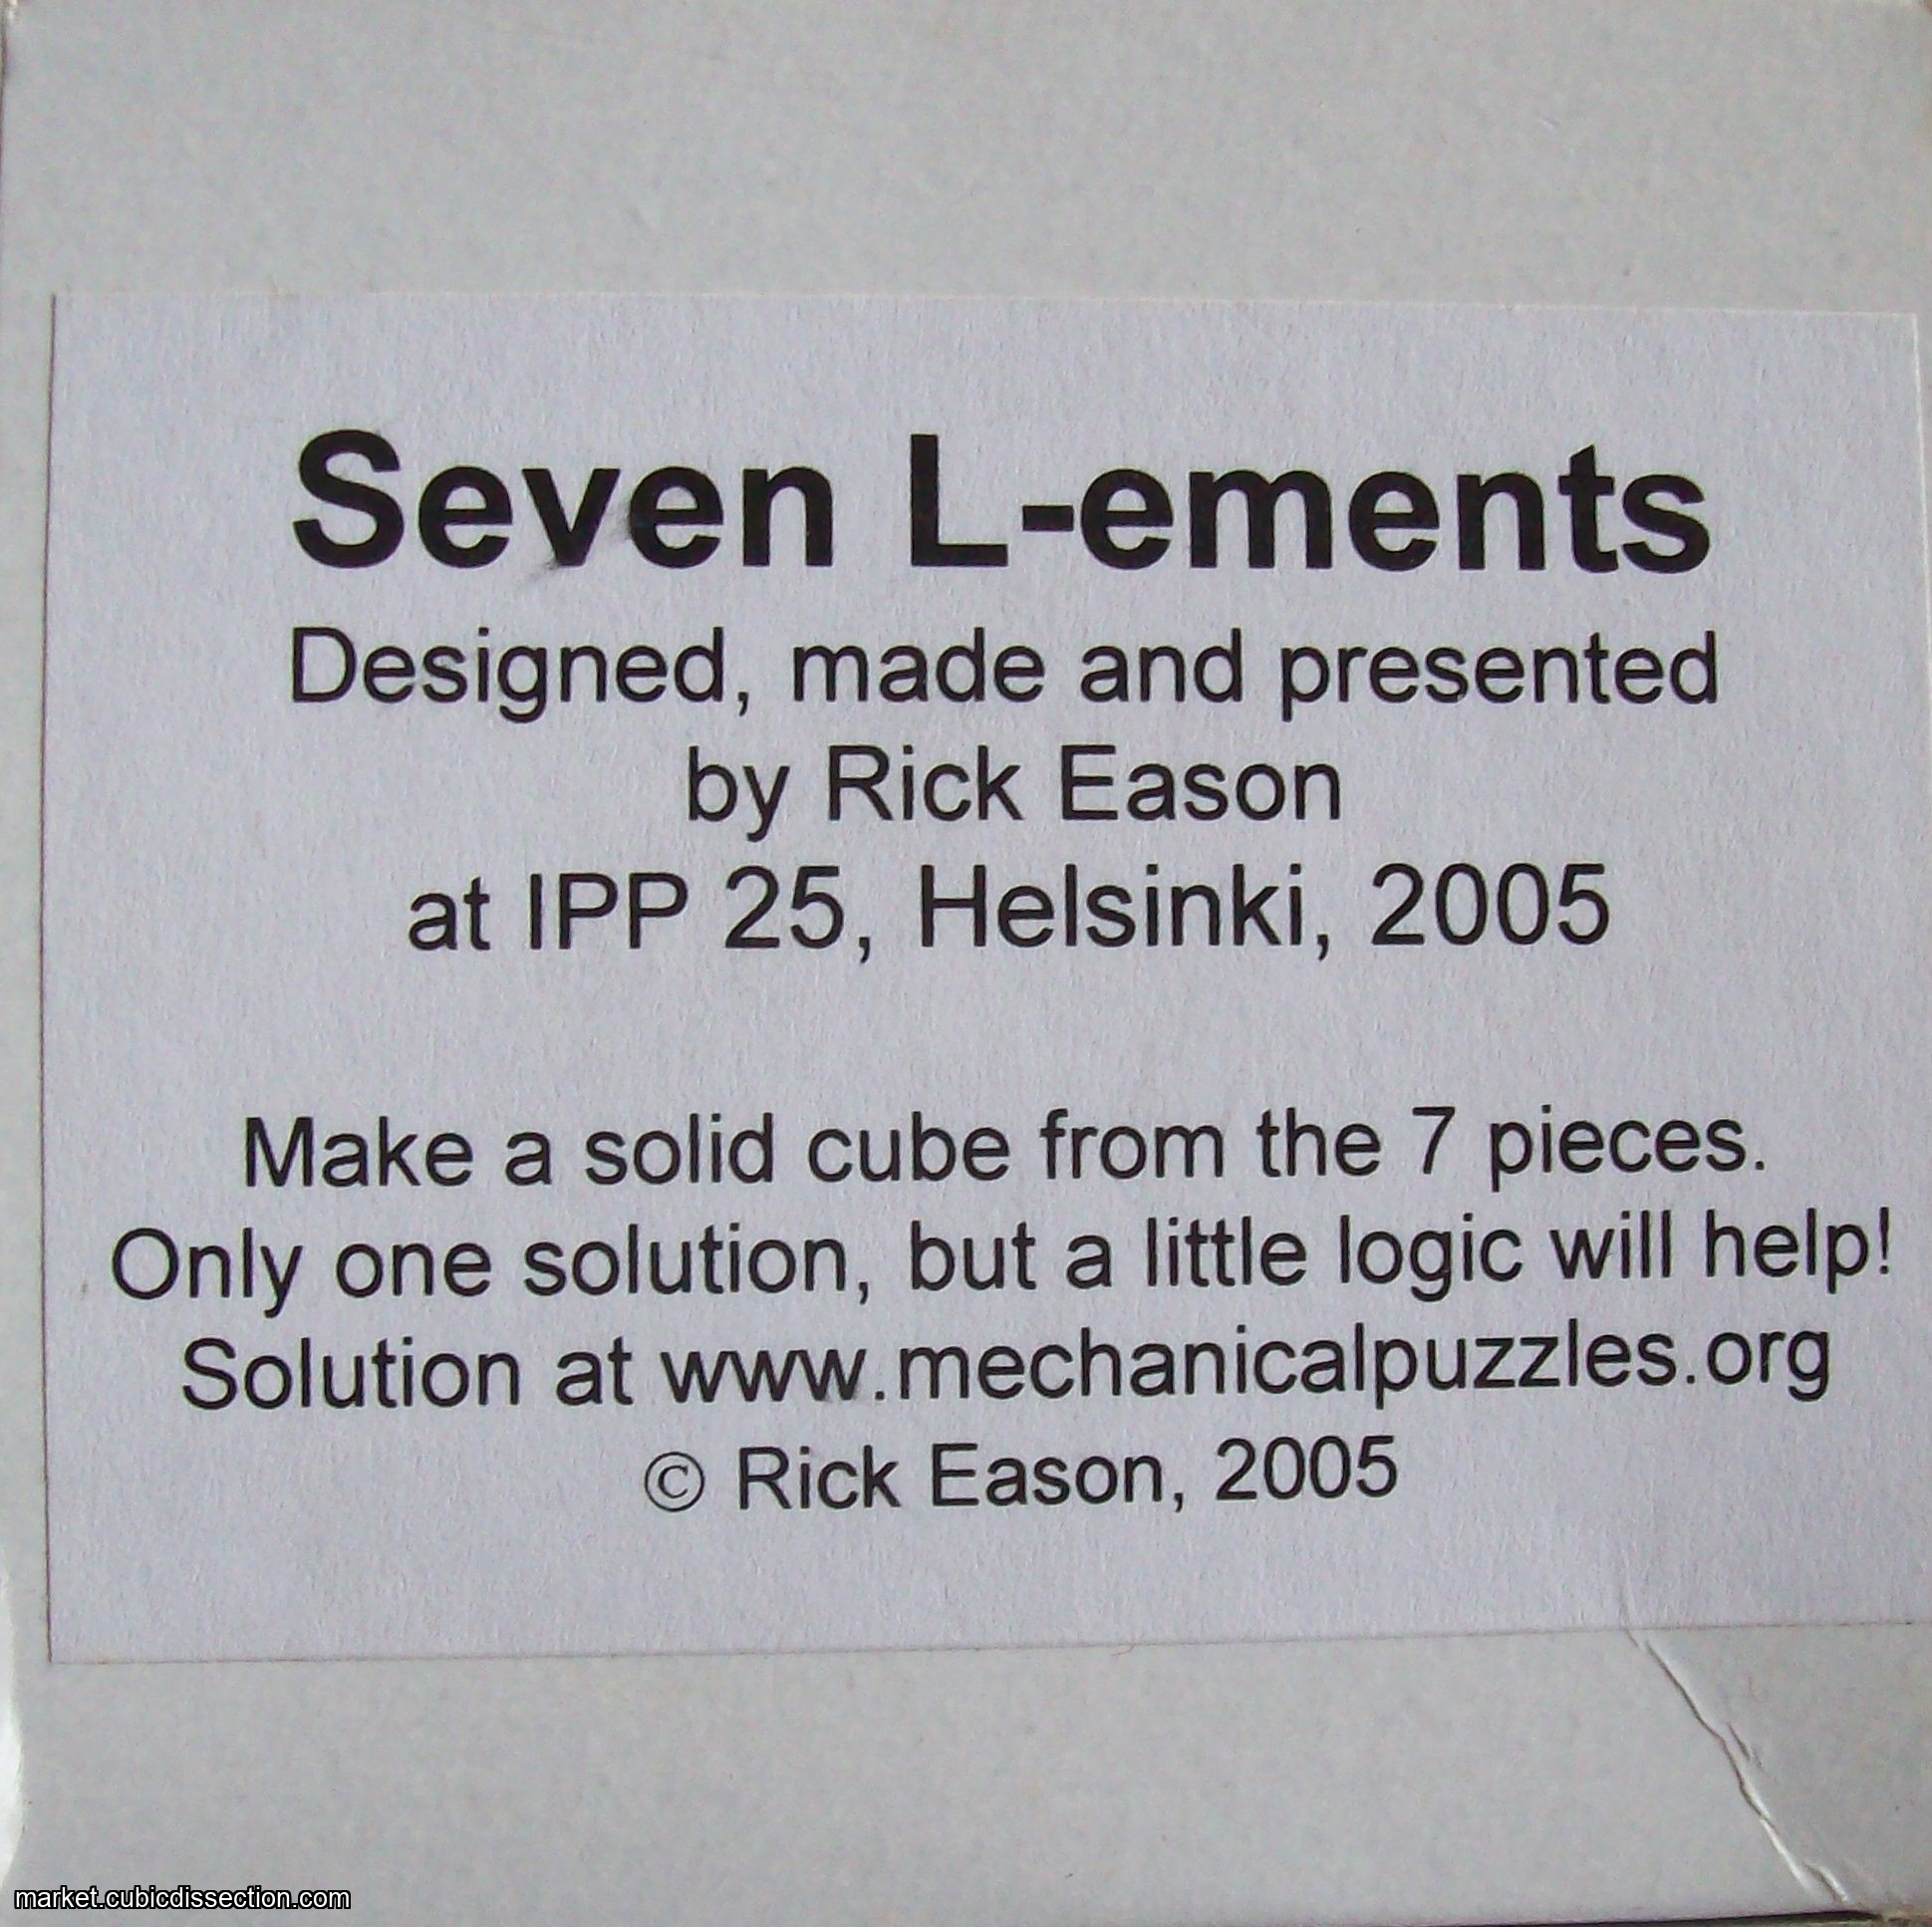 Seven L-ements
Designed, made and presented
by Rick Eason
at IPP 25, Helsinki, 2005
Make a solid cube from the 7 pieces.
Only one solution, but a little logic will help!
Solution at www.mechanicalpuzzles.org
© Rick Eason, 2005
market.cubicdissection.com